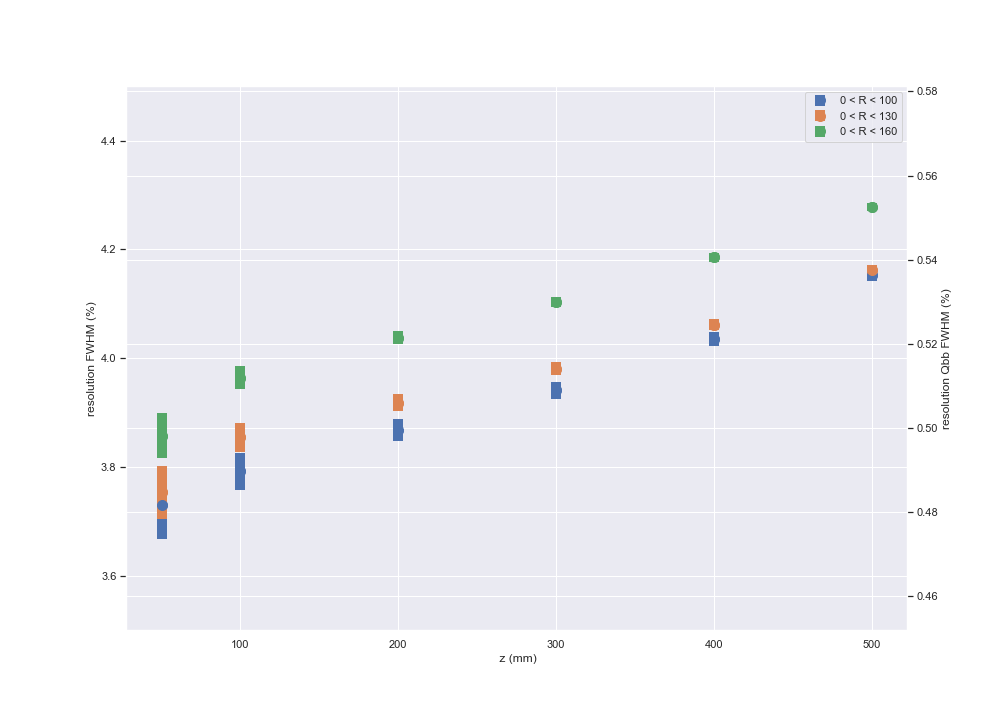 0 < R < 100
0 < R < 130
0 < R < 160
resolution FWHM (%)
4.4
4.2
4.0
3.8
3.6
100
200
300
400
500
z (mm)
0.58
0.56
0.54
0.52
0.50
0.48
0.46
resolution Qbb FWHM (%)